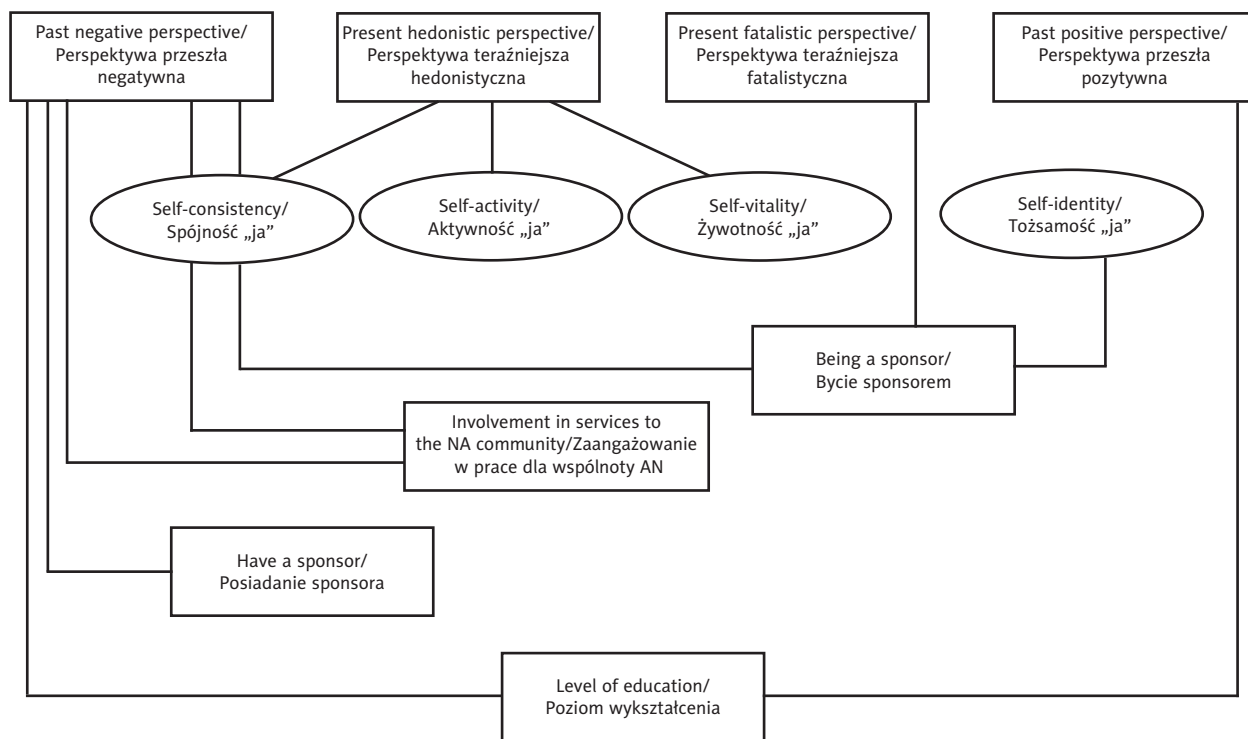 Past negative perspective/
Perspektywa przeszła
negatywna
Present hedonistic perspective/
Perspektywa teraźniejsza
hedonistyczna
Present fatalistic perspective/
Perspektywa teraźniejsza
fatalistyczna
Past positive perspective/
Perspektywa przeszła
pozytywna
Self-consistency/
Spójność „ja”
Self-activity/
Aktywność „ja”
Self-vitality/
Żywotność „ja”
Self-identity/
Tożsamość „ja”
Being a sponsor/
Bycie sponsorem
Involvement in services to
the NA community/Zaangażowanie
w prace dla wspólnoty AN
Have a sponsor/
Posiadanie sponsora
Level of education/
Poziom wykształcenia